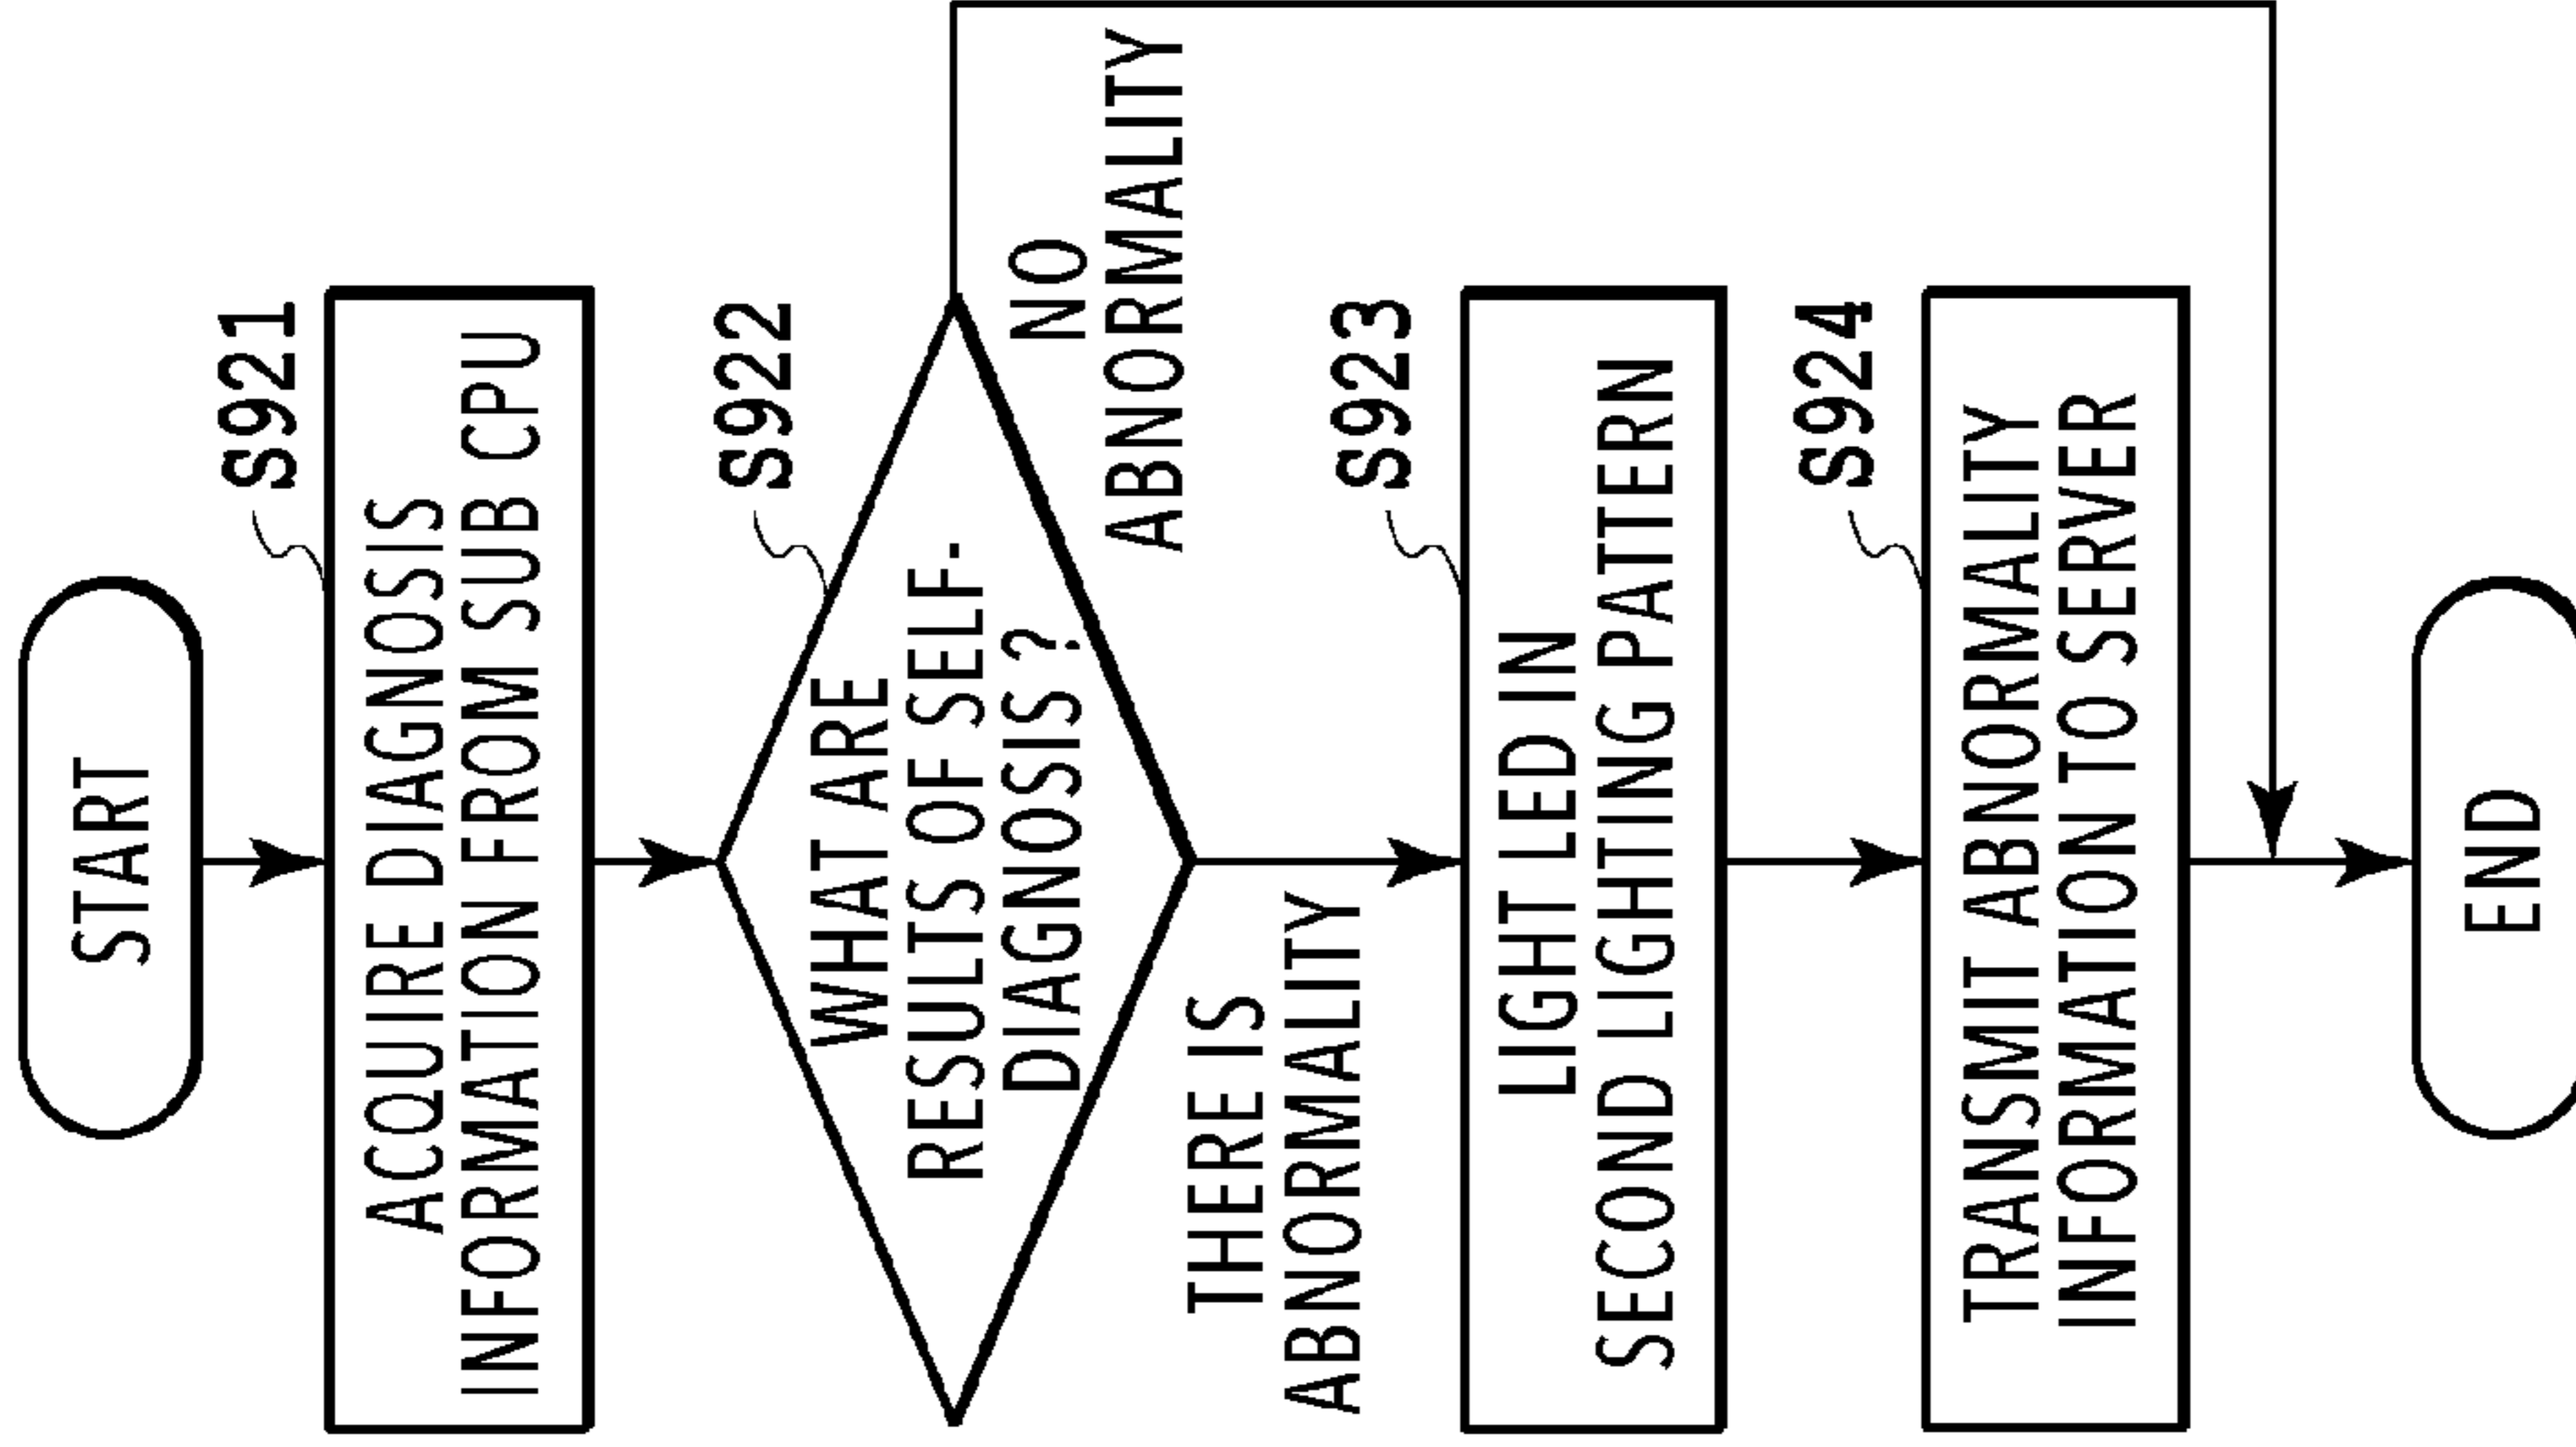 START
S921
ACQUIRE DIAGNOSIS
INFORMATION FROM SUB CPU
S922
WHAT ARE
RESULTS OF SELF-
DIAGNOSIS ?
NO
ABNORMALITY
THERE IS
ABNORMALITY
S923
LIGHT LED IN
SECOND LIGHTING PATTERN
S924
TRANSMIT ABNORMALITY
INFORMATION TO SERVER
END